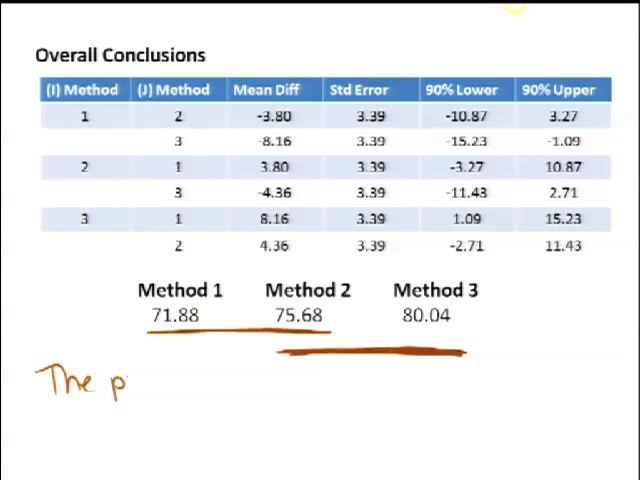 Overall Conclusions
(I) Method (J) Method Mean Diff Std Error 90% Lower 90% Upper
1 2 -3.80 3.39 -10.87 3.27
3 -8.16 3.39 -15.23 -1.09
2 1 3.80 3.39 -3.27 10.87
3 -4.36 3.39 -11.43 2.71
3 1 8.16 3.39 1.09 15.23
2 4.36 3.39 -2.71 11.43
Method 1 Method 2 Method 3
71.88 75.68 80.04
The p